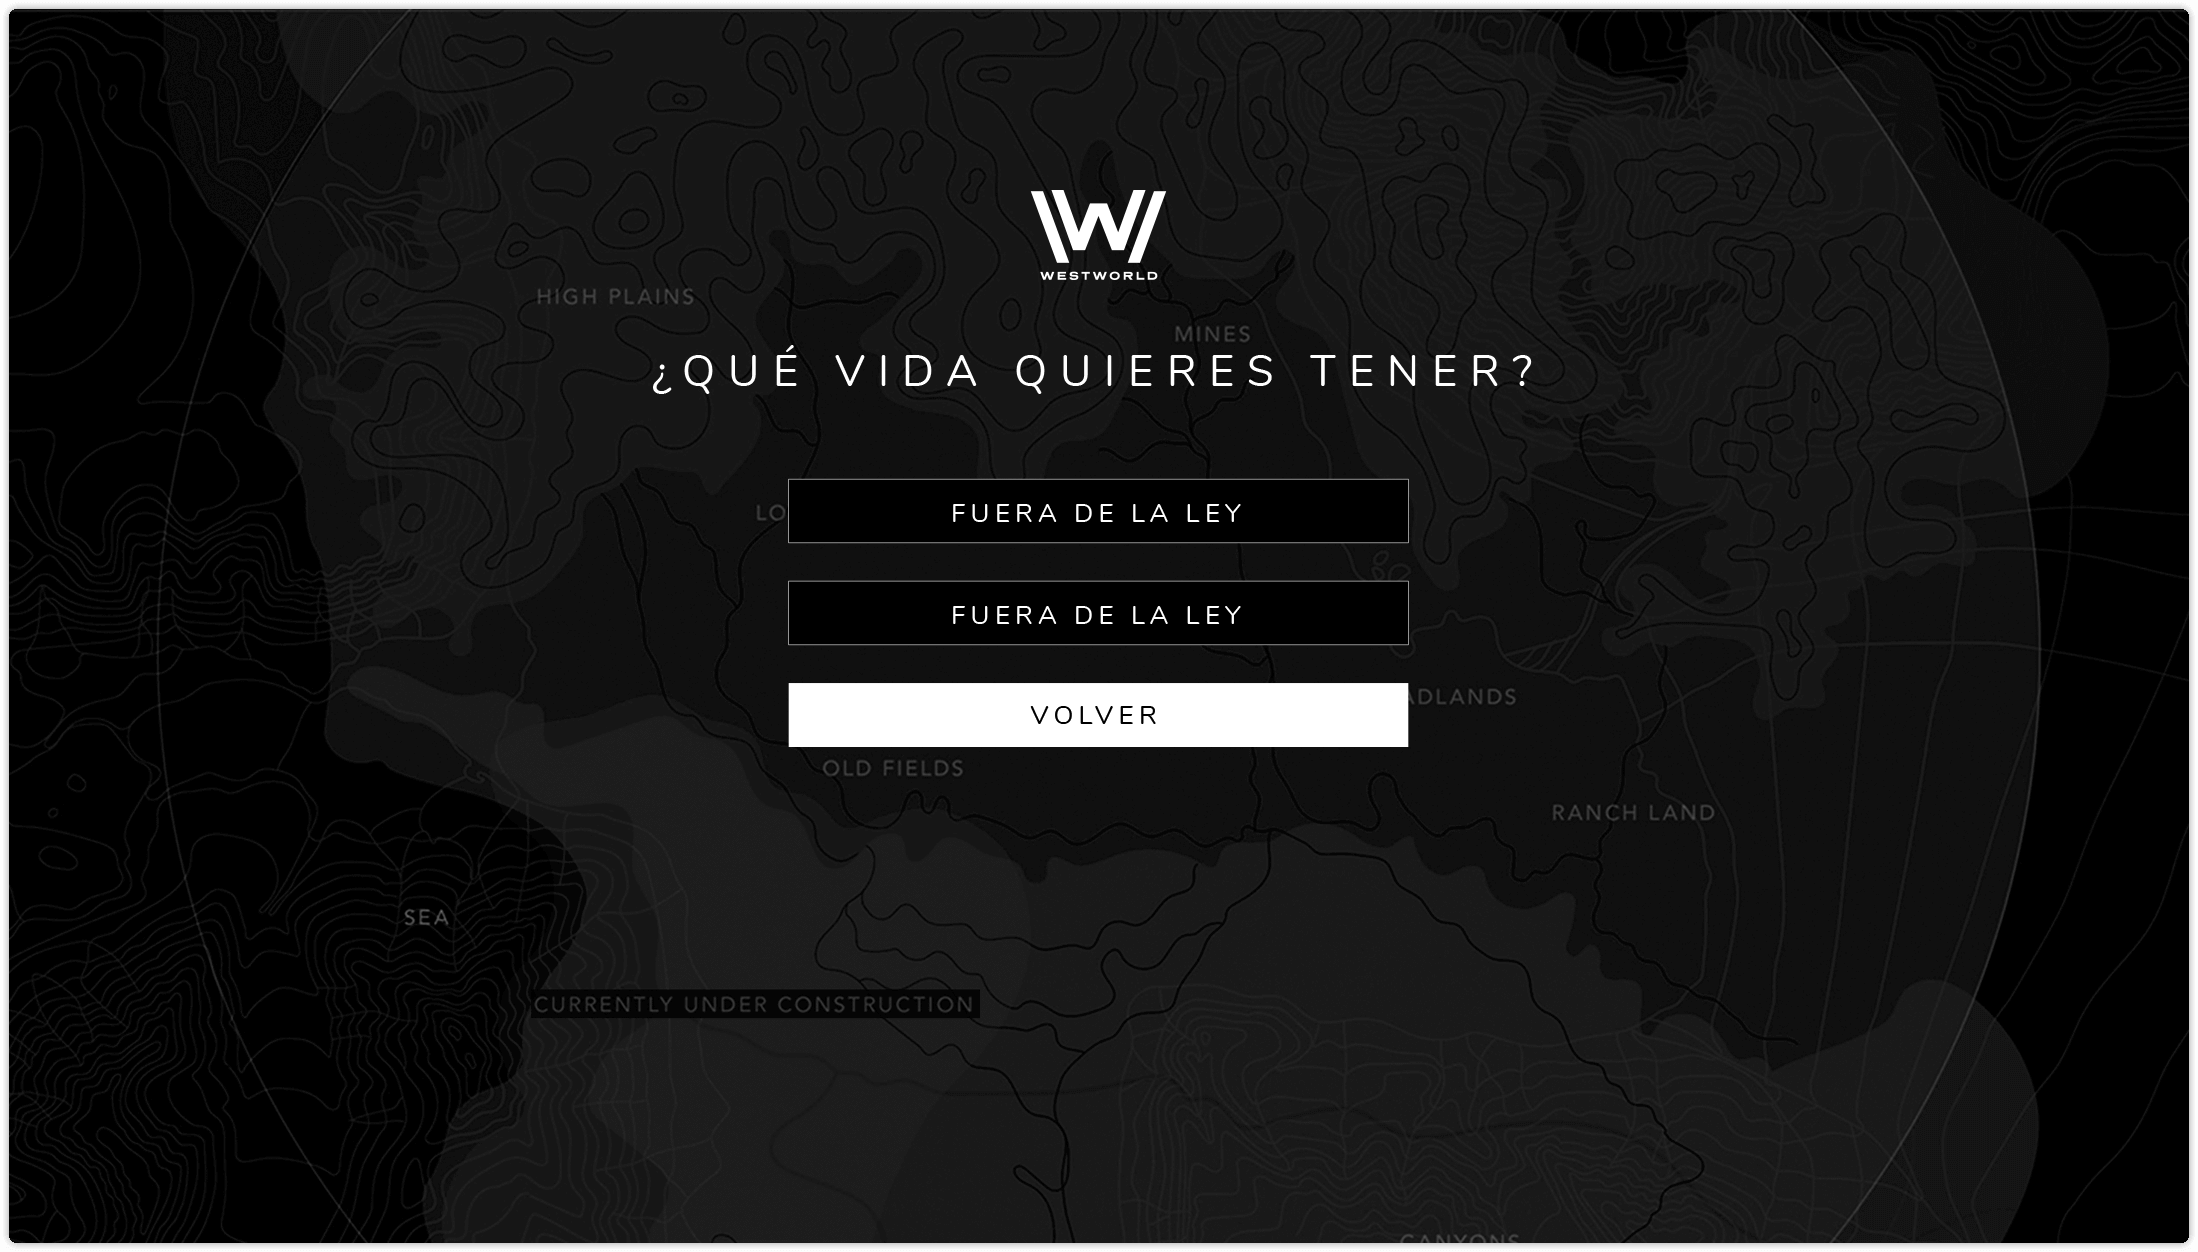 WESTWORLD
HIGH PLAINS
MINES
¿QUÉ VIDA QUIERES TENER?
LO
FUERA DE LA LEY
FUERA DE LA LEY
ADLANDS
VOLVER
OLD FIELDS
RANCH LAND
SEA
CURRENTLY UNDER CONSTRUCTION
CANYONS